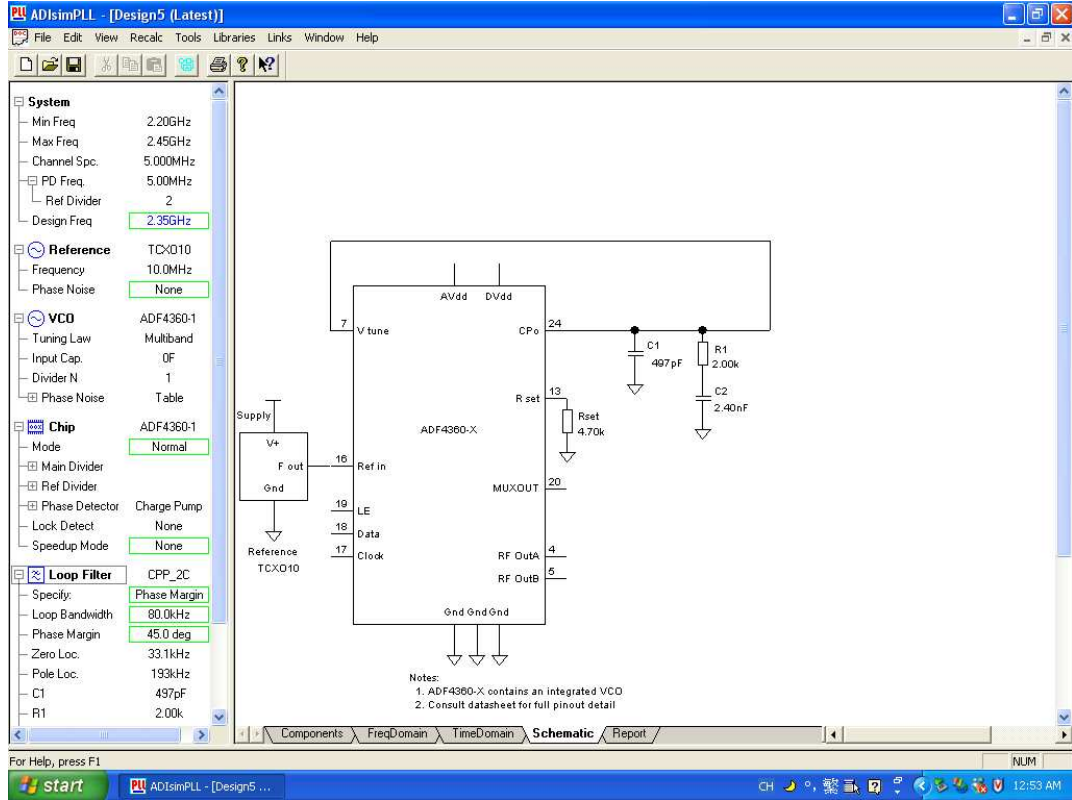 ADIsimPLL - [Design5 (Latest)]
File Edit View Recalc Tools Libraries Links Window Help
System
Min Freq 2.20GHz
Max Freq 2.45GHz
Channel Spc. 5.000MHz
PD Freq. 5.00MHz
Ref Divider 2
Design Freq 2.35GHz
Reference TCXO10
Frequency 10.0MHz
Phase Noise None
VCO ADF4360-1
Tuning Law Multiband
Input Cap. 0F
Divider N 1
Phase Noise Table
Chip ADF4360-1
Mode Normal
Main Divider
Ref Divider
Phase Detector Charge Pump
Lock Detect None
Speedup Mode None
Loop Filter CPP_2C
Specify: Phase Margin
Loop Bandwidth 80.0kHz
Phase Margin 45.0 deg
Zero Loc. 33.1kHz
Pole Loc. 193kHz
C1 497pF
R1 2.00k
AVdd DVdd
7 V tune
CPo 24
C1
497pF
R1
2.00k
C2
2.40nF
R set 13
Rset
4.70k
ADF4360-X
Supply
V+
F out
Gnd
Reference
TCXO10
16 Ref in
MUXOUT 20
19 LE
18 Data
17 Clock
RF OutA 4
RF OutB 5
Gnd Gnd Gnd
Notes:
1. ADF4360-X contains an integrated VCO
2. Consult datasheet for full pinout detail
Components FreqDomain TimeDomain Schematic Report
For Help, press F1
NUM
start
PLL ADIsimPLL - [Design5 ...
CH
繁
12:53 AM